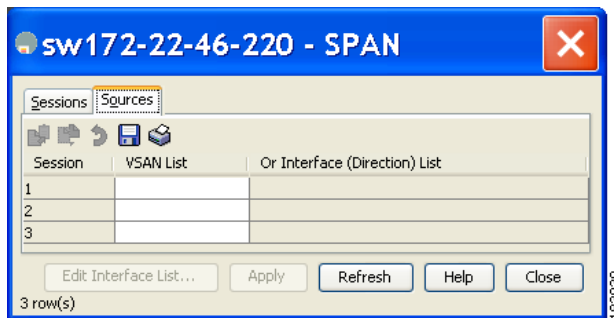 sw172-22-46-220 - SPAN
Sessions Sources
Session VSAN List Or Interface (Direction) List
1
2
3
Edit Interface List... Apply Refresh Help Close
3 row(s)